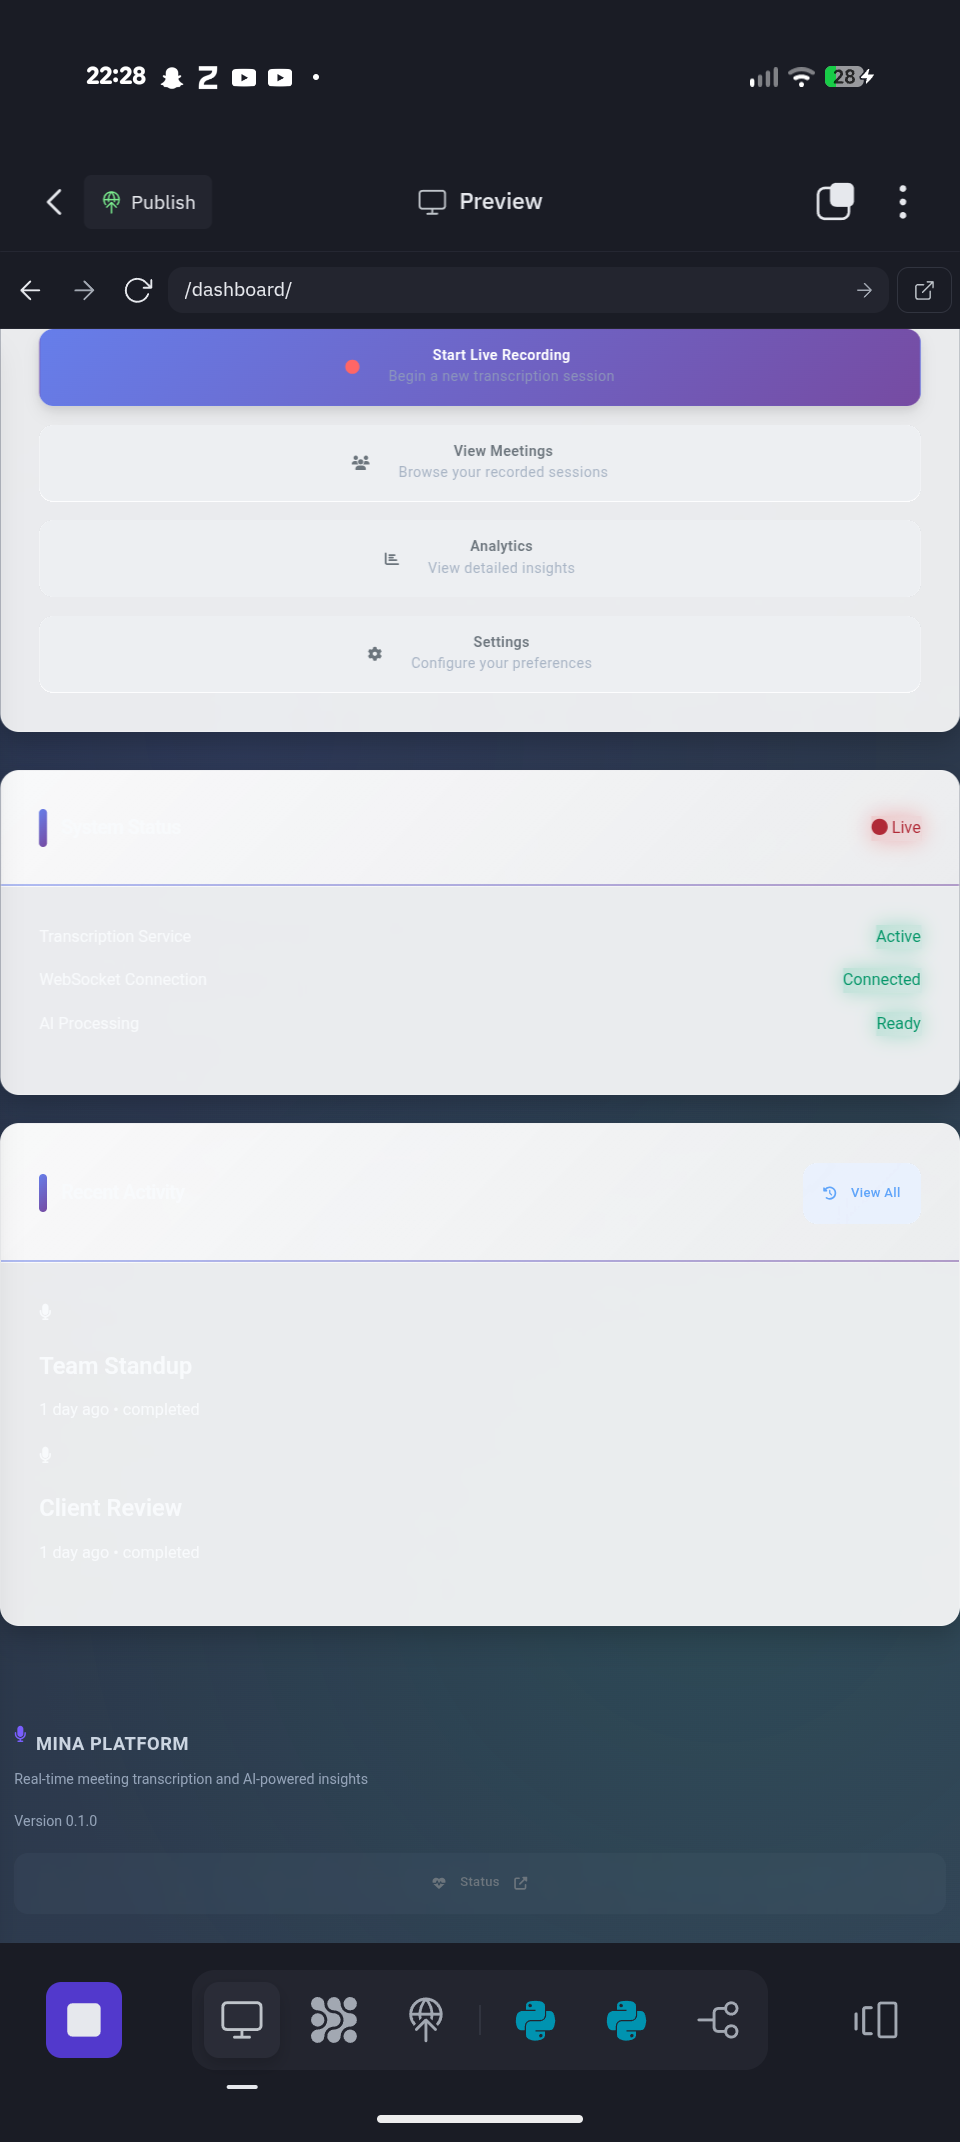 22:28
28
Publish
Preview
/dashboard/
Start Live Recording
Begin a new transcription session
View Meetings
Browse your recorded sessions
Analytics
View detailed insights
Settings
Configure your preferences
System Status
Live
Transcription Service
Active
WebSocket Connection
Connected
AI Processing
Ready
Recent Activity
View All
Team Standup
1 day ago • completed
Client Review
1 day ago • completed
MINA PLATFORM
Real-time meeting transcription and AI-powered insights
Version 0.1.0
Status